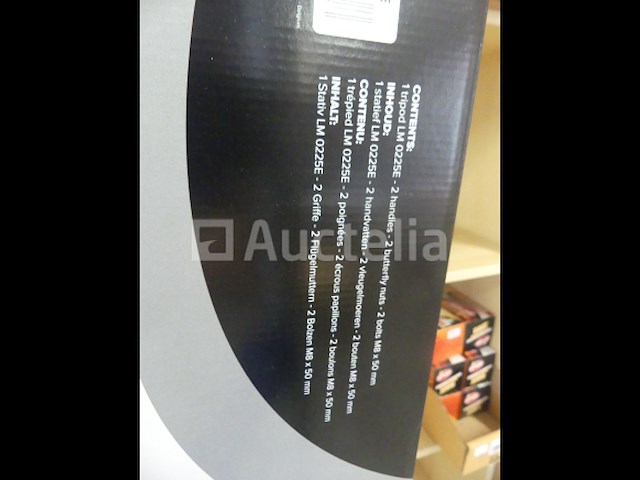 CONTENTS:
1 tripod LM 0225E - 2 handles - 2 butterfly nuts - 2 bolts M8 x 50 mm
INHOUD:
1 statief LM 0225E - 2 handvatten - 2 vleugelmoeren - 2 bouten M8 x 50 mm
CONTENU:
1 trépied LM 0225E - 2 poignées - 2 écrous papillons - 2 boulons M8 x 50 mm
INHALT:
1 Stativ LM 0225E - 2 Griffe - 2 Flügelmuttern - 2 Bolzen M8 x 50 mm
Auctelia